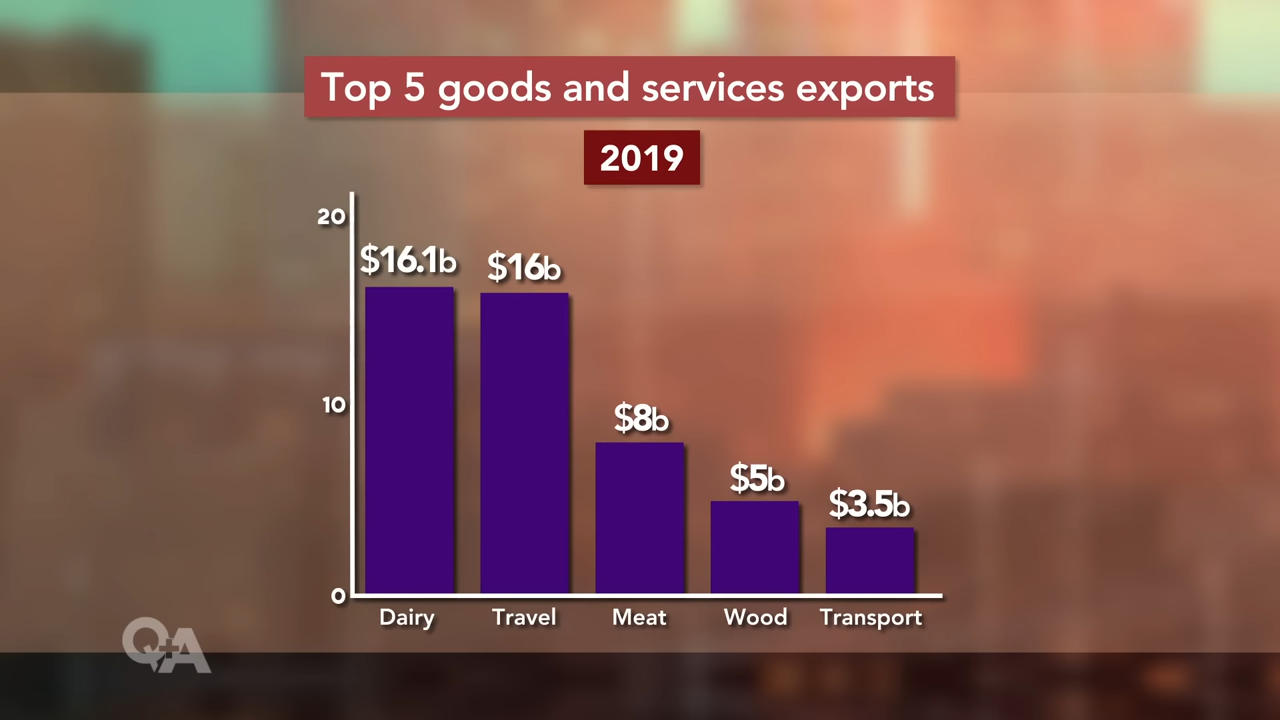 Top 5 goods and services exports
2019
20
$16.1b
$16b
10
$8b
$5b
$3.5b
0
Dairy
Travel
Meat
Wood
Transport
Q+A